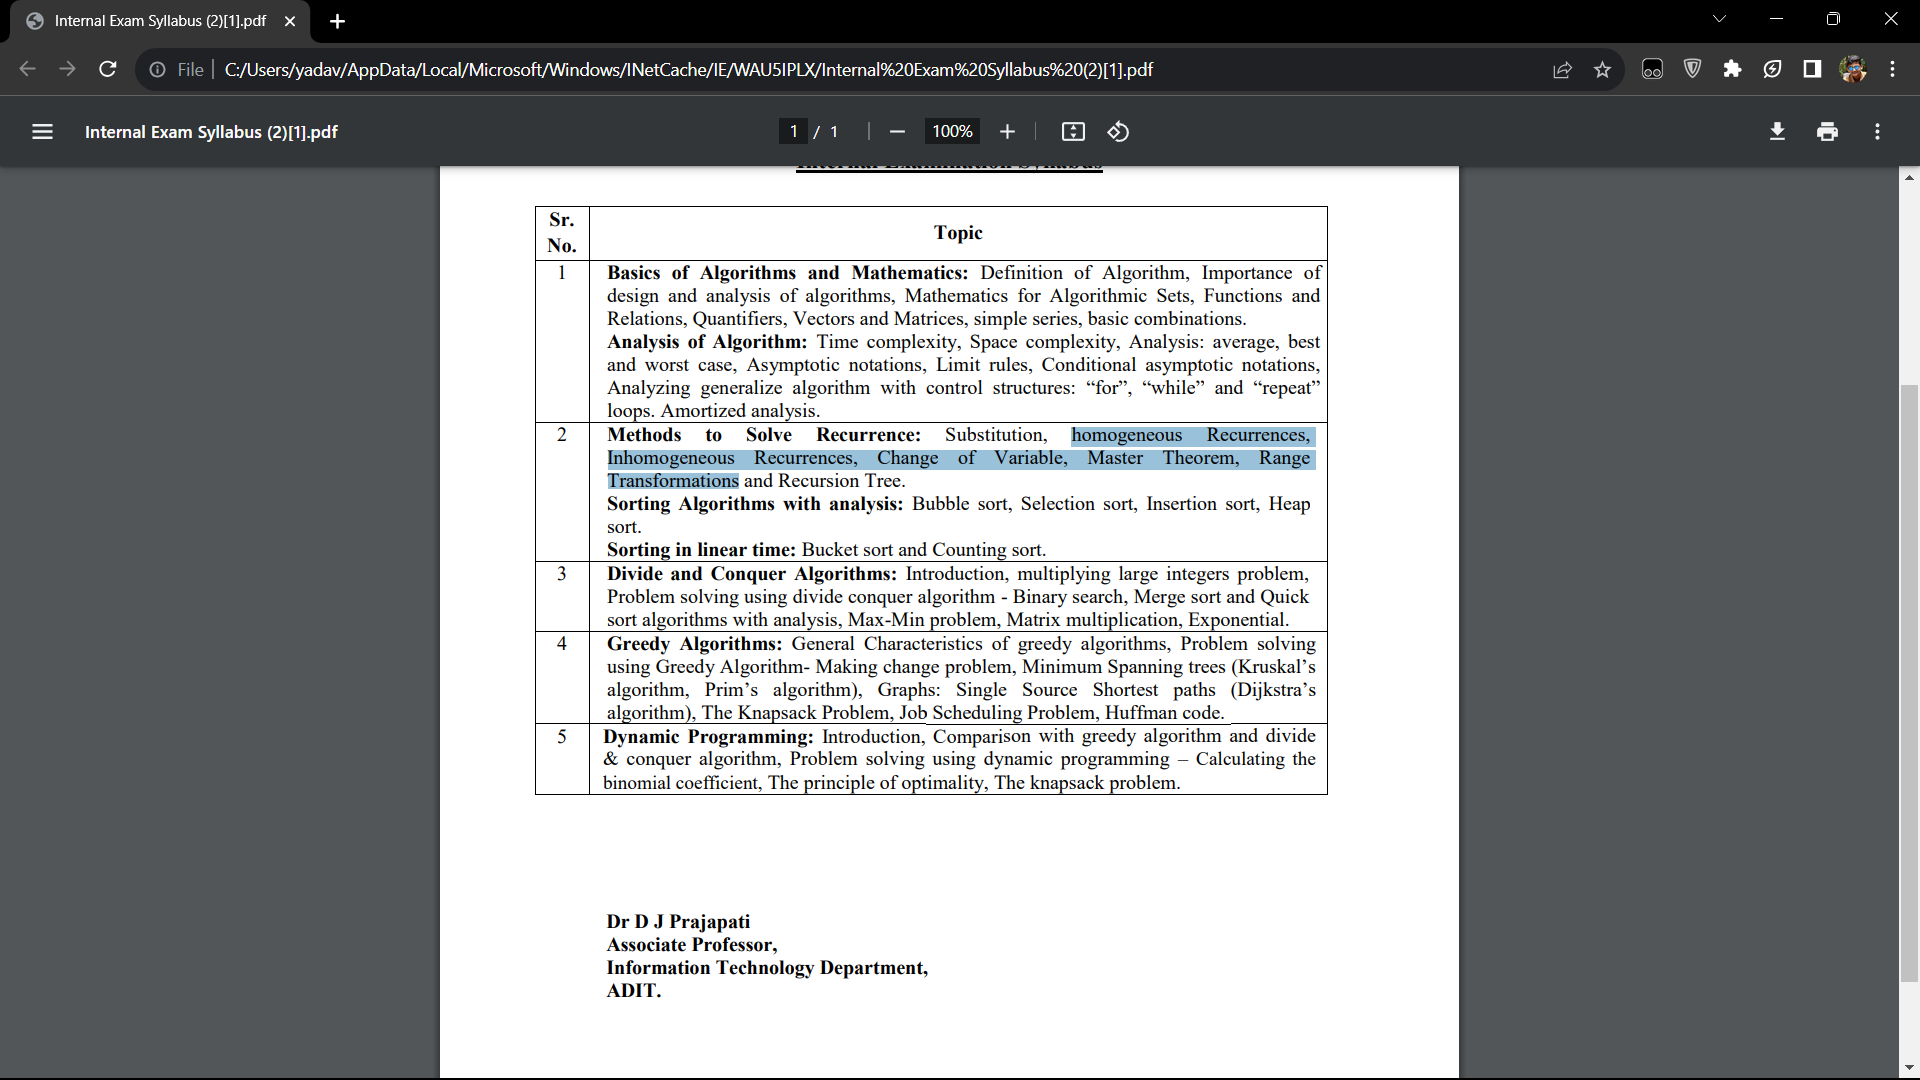 Internal Exam Syllabus (2)[1].pdf
File
C:/Users/yadav/AppData/Local/Microsoft/Windows/INetCache/IE/WAU5IPLX/Internal%20Exam%20Syllabus%20(2)[1].pdf
Internal Exam Syllabus (2)[1].pdf
1 / 1
100%
Internal Examination Syllabus
Sr. No.
Topic
1
Basics of Algorithms and Mathematics: Definition of Algorithm, Importance of
design and analysis of algorithms, Mathematics for Algorithmic Sets, Functions and
Relations, Quantifiers, Vectors and Matrices, simple series, basic combinations.
Analysis of Algorithm: Time complexity, Space complexity, Analysis: average, best
and worst case, Asymptotic notations, Limit rules, Conditional asymptotic notations,
Analyzing generalize algorithm with control structures: “for”, “while” and “repeat”
loops. Amortized analysis.
2
Methods to Solve Recurrence: Substitution, homogeneous Recurrences,
Inhomogeneous Recurrences, Change of Variable, Master Theorem, Range
Transformations and Recursion Tree.
Sorting Algorithms with analysis: Bubble sort, Selection sort, Insertion sort, Heap
sort.
Sorting in linear time: Bucket sort and Counting sort.
3
Divide and Conquer Algorithms: Introduction, multiplying large integers problem,
Problem solving using divide conquer algorithm - Binary search, Merge sort and Quick
sort algorithms with analysis, Max-Min problem, Matrix multiplication, Exponential.
4
Greedy Algorithms: General Characteristics of greedy algorithms, Problem solving
using Greedy Algorithm- Making change problem, Minimum Spanning trees (Kruskal’s
algorithm, Prim’s algorithm), Graphs: Single Source Shortest paths (Dijkstra’s
algorithm), The Knapsack Problem, Job Scheduling Problem, Huffman code.
5
Dynamic Programming: Introduction, Comparison with greedy algorithm and divide
& conquer algorithm, Problem solving using dynamic programming – Calculating the
binomial coefficient, The principle of optimality, The knapsack problem.
Dr D J Prajapati
Associate Professor,
Information Technology Department,
ADIT.